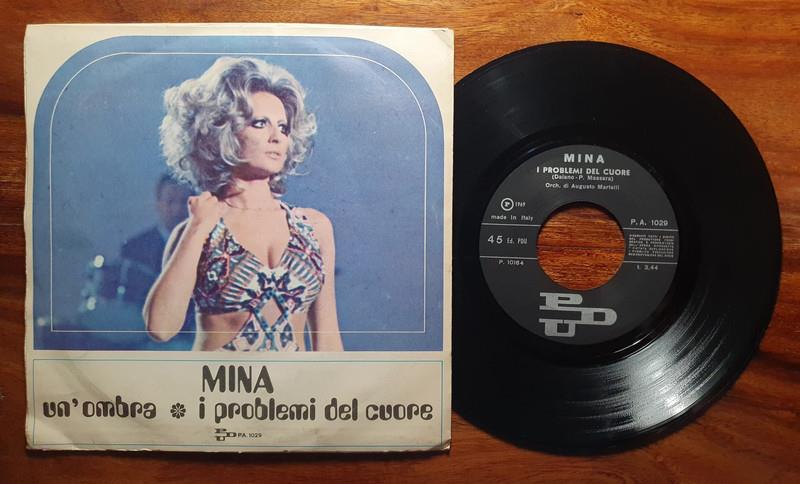 MINA
un' ombra ❋ i problemi del cuore
PDU PA. 1029
MINA
I PROBLEMI DEL CUORE
(Daiano - P. Massara)
Orch. di Augusto Martelli
P 1969
made in Italy
P. A. 1029
45 Ed. PDU
P. 10164
t. 3,44
PDU